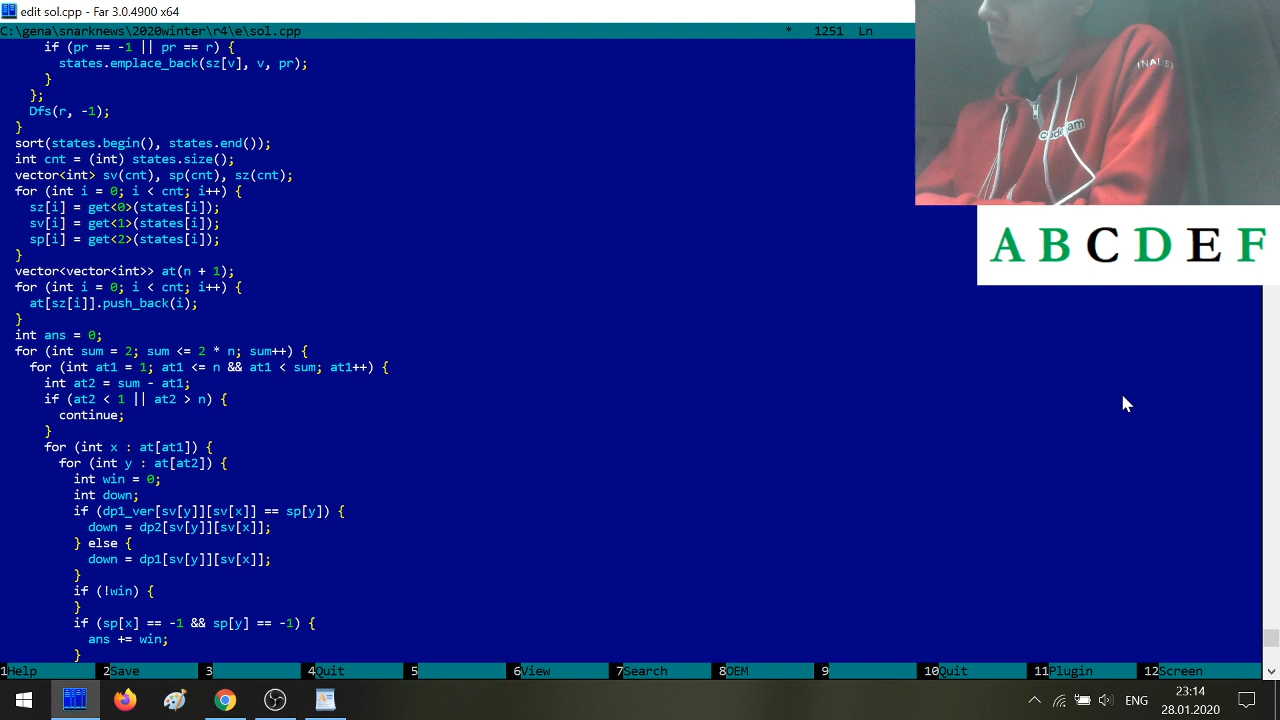 edit sol.cpp - Far 3.0.4900 x64
C:\gena\snarknews\2020winter\r4\e\sol.cpp * 1251 Ln
if (pr == -1 || pr == r) {
states.emplace_back(sz[v], v, pr);
}
};
Dfs(r, -1);
}
sort(states.begin(), states.end());
int cnt = (int) states.size();
vector<int> sv(cnt), sp(cnt), sz(cnt);
for (int i = 0; i < cnt; i++) {
sz[i] = get<0>(states[i]);
sv[i] = get<1>(states[i]);
sp[i] = get<2>(states[i]);
}
vector<vector<int>> at(n + 1);
for (int i = 0; i < cnt; i++) {
at[sz[i]].push_back(i);
}
int ans = 0;
for (int sum = 2; sum <= 2 * n; sum++) {
for (int at1 = 1; at1 <= n && at1 < sum; at1++) {
int at2 = sum - at1;
if (at2 < 1 || at2 > n) {
continue;
}
for (int x : at[at1]) {
for (int y : at[at2]) {
int win = 0;
int down;
if (dp1_ver[sv[y]][sv[x]] == sp[y]) {
down = dp2[sv[y]][sv[x]];
} else {
down = dp1[sv[y]][sv[x]];
}
if (!win) {
}
if (sp[x] == -1 && sp[y] == -1) {
ans += win;
}
A B C D E F
1Help 2Save 3 4Quit 5 6View 7Search 8OEM 9 10Quit 11Plugin 12Screen
ENG
23:14
28.01.2020